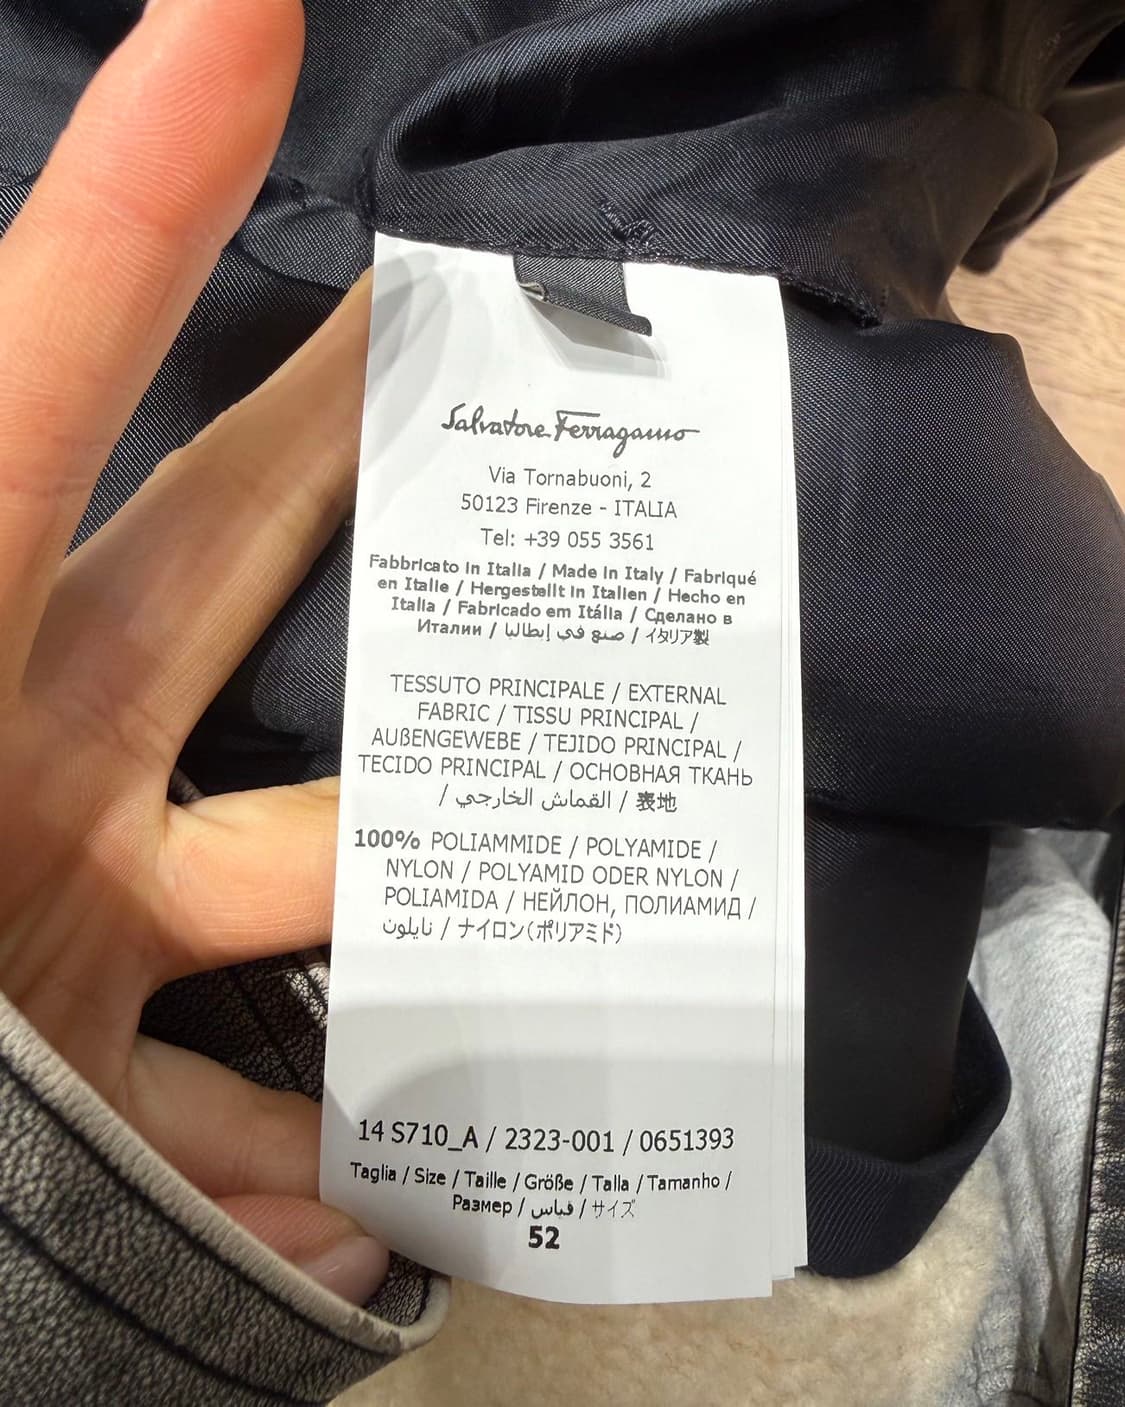 Salvatore Ferragamo
Via Tornabuoni, 2
50123 Firenze - ITALIA
Tel: +39 055 3561
Fabbricato in Italia / Made in Italy / Fabriqué
en Italie / Hergestellt in Italien / Hecho en
Italia / Fabricado em Itália / Сделано в
Италии / صنع في إيطاليا / イタリア製
TESSUTO PRINCIPALE / EXTERNAL
FABRIC / TISSU PRINCIPAL /
AUßENGEWEBE / TEJIDO PRINCIPAL /
TECIDO PRINCIPAL / ОСНОВНАЯ ТКАНЬ
/ القماش الخارجي / 表地
100% POLIAMMIDE / POLYAMIDE /
NYLON / POLYAMID ODER NYLON /
POLIAMIDA / НЕЙЛОН, ПОЛИАМИД /
نايلون / ナイロン(ポリアミド)
14 S710_A / 2323-001 / 0651393
Taglia / Size / Taille / Größe / Talla / Tamanho /
Размер / قياس / サイズ
52